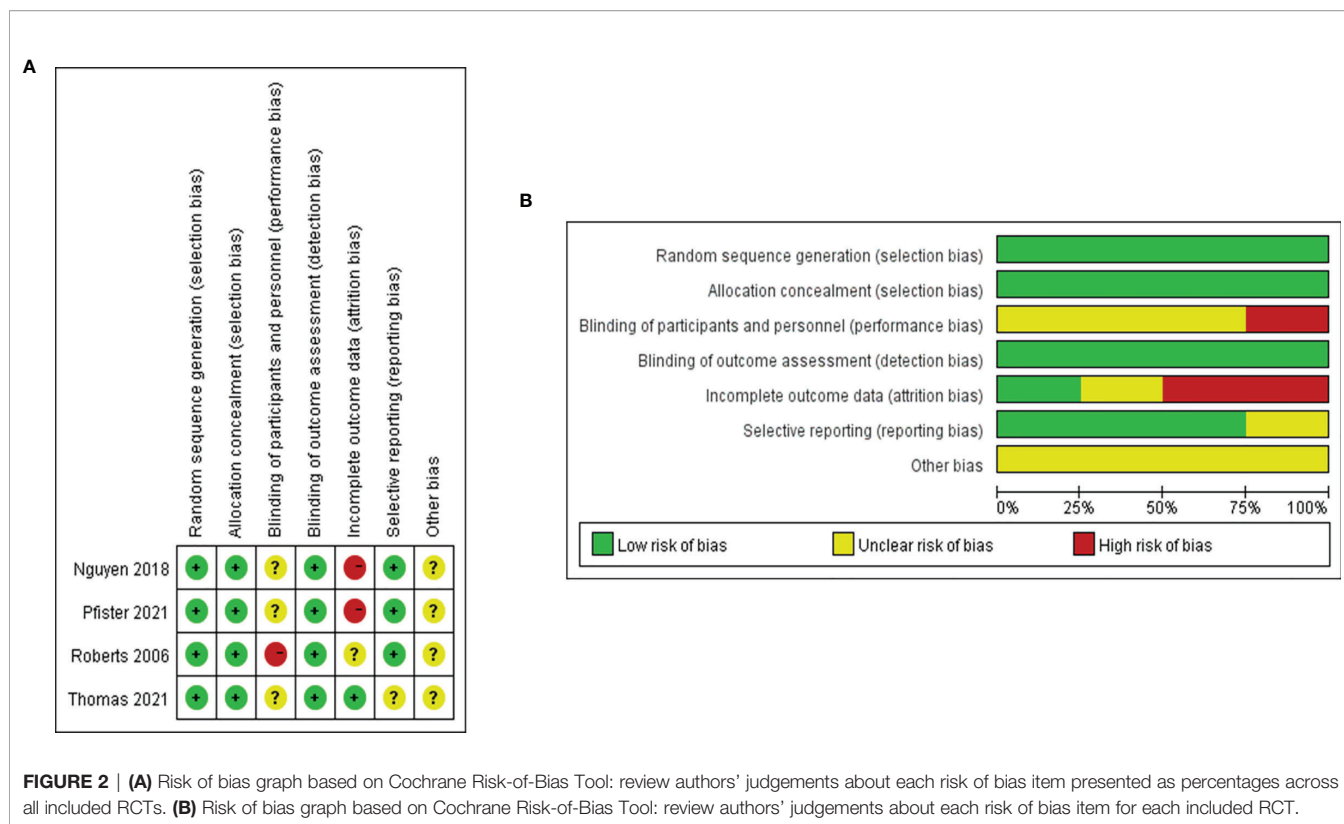 A
Random sequence generation (selection bias)
Allocation concealment (selection bias)
Blinding of participants and personnel (performance bias)
Blinding of outcome assessment (detection bias)
Incomplete outcome data (attrition bias)
Selective reporting (reporting bias)
Other bias
Nguyen 2018 + + ? + - + ?
Pfister 2021 + + ? + - + ?
Roberts 2006 + + - + ? + ?
Thomas 2021 + + ? + + ? ?
B
Random sequence generation (selection bias)
Allocation concealment (selection bias)
Blinding of participants and personnel (performance bias)
Blinding of outcome assessment (detection bias)
Incomplete outcome data (attrition bias)
Selective reporting (reporting bias)
Other bias
0% 25% 50% 75% 100%
Low risk of bias Unclear risk of bias High risk of bias
FIGURE 2 | (A) Risk of bias graph based on Cochrane Risk-of-Bias Tool: review authors’ judgements about each risk of bias item presented as percentages across
all included RCTs. (B) Risk of bias graph based on Cochrane Risk-of-Bias Tool: review authors’ judgements about each risk of bias item for each included RCT.